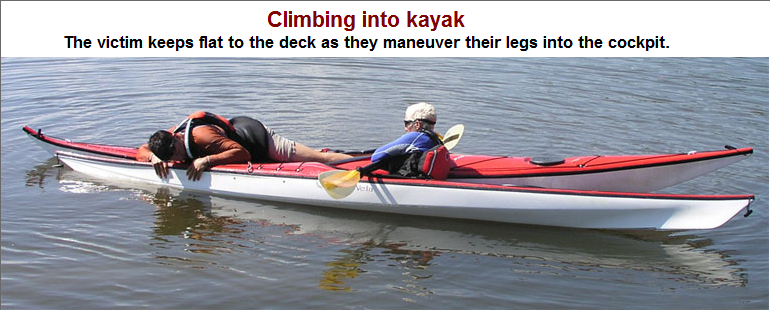 Climbing into kayak
The victim keeps flat to the deck as they maneuver their legs into the cockpit.